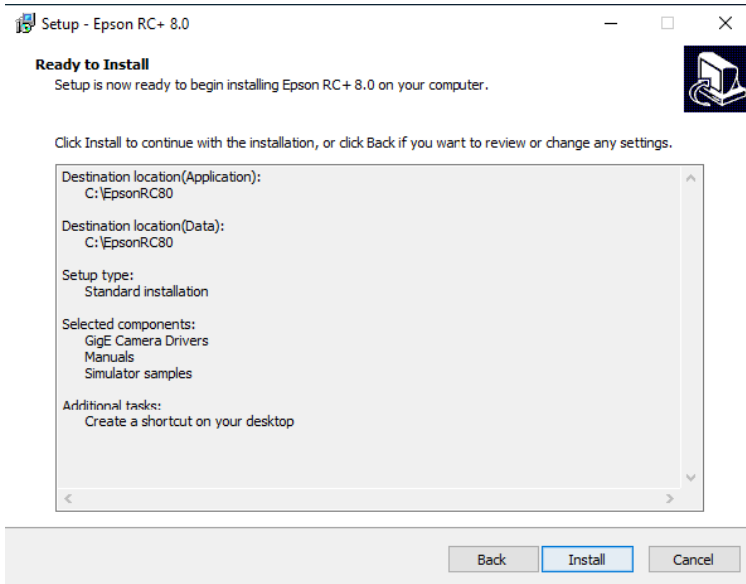 Setup - Epson RC+ 8.0
Ready to Install
Setup is now ready to begin installing Epson RC+ 8.0 on your computer.
Click Install to continue with the installation, or click Back if you want to review or change any settings.
Destination location(Application):
C:\EpsonRC80
Destination location(Data):
C:\EpsonRC80
Setup type:
Standard installation
Selected components:
GigE Camera Drivers
Manuals
Simulator samples
Additional tasks:
Create a shortcut on your desktop
Back Install Cancel